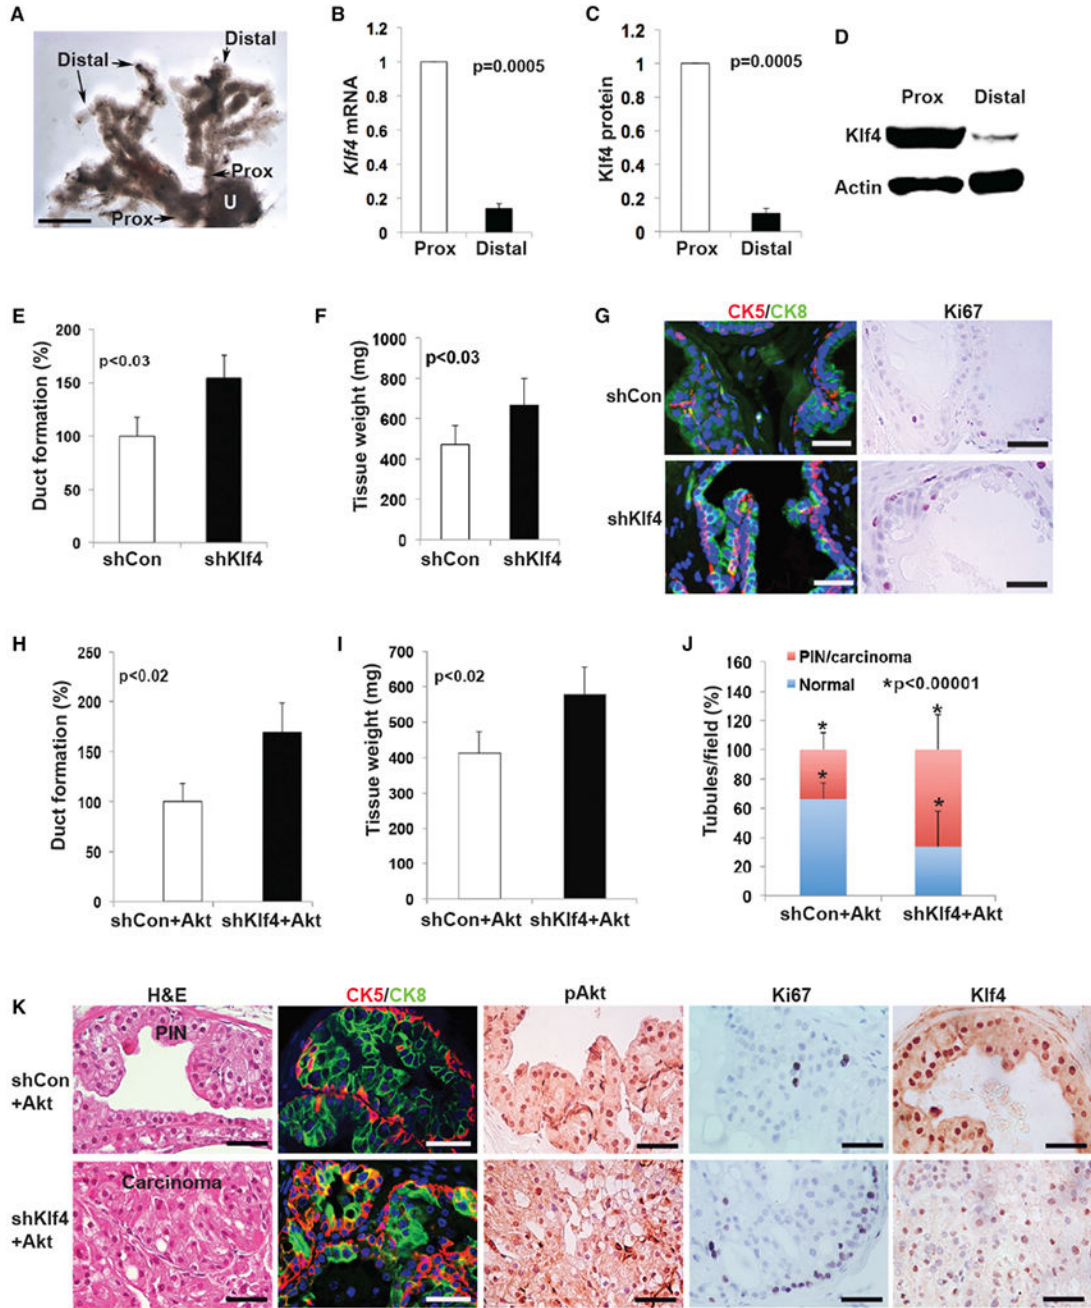 A
Distal
Distal
Prox
Prox
U
B
Klf4 mRNA
1.2
1
0.8
0.6
0.4
0.2
0
p=0.0005
Prox Distal
C
Klf4 protein
1.2
1
0.8
0.6
0.4
0.2
0
p=0.0005
Prox Distal
D
Prox Distal
Klf4
Actin
E
Duct formation (%)
200
150
100
50
0
p<0.03
shCon shKlf4
F
Tissue weight (mg)
1000
800
600
400
200
0
p<0.03
shCon shKlf4
G
CK5/CK8 Ki67
shCon
shKlf4
H
Duct formation (%)
250
200
150
100
50
0
p<0.02
shCon+Akt shKlf4+Akt
I
Tissue weight (mg)
700
600
500
400
300
200
100
0
p<0.02
shCon+Akt shKlf4+Akt
J
PIN/carcinoma
Normal
*p<0.00001
Tubules/field (%)
160
140
120
100
80
60
40
20
0
*
*
*
*
shCon+Akt shKlf4+Akt
K
H&E CK5/CK8 pAkt Ki67 Klf4
shCon
+Akt
PIN
shKlf4
+Akt
Carcinoma